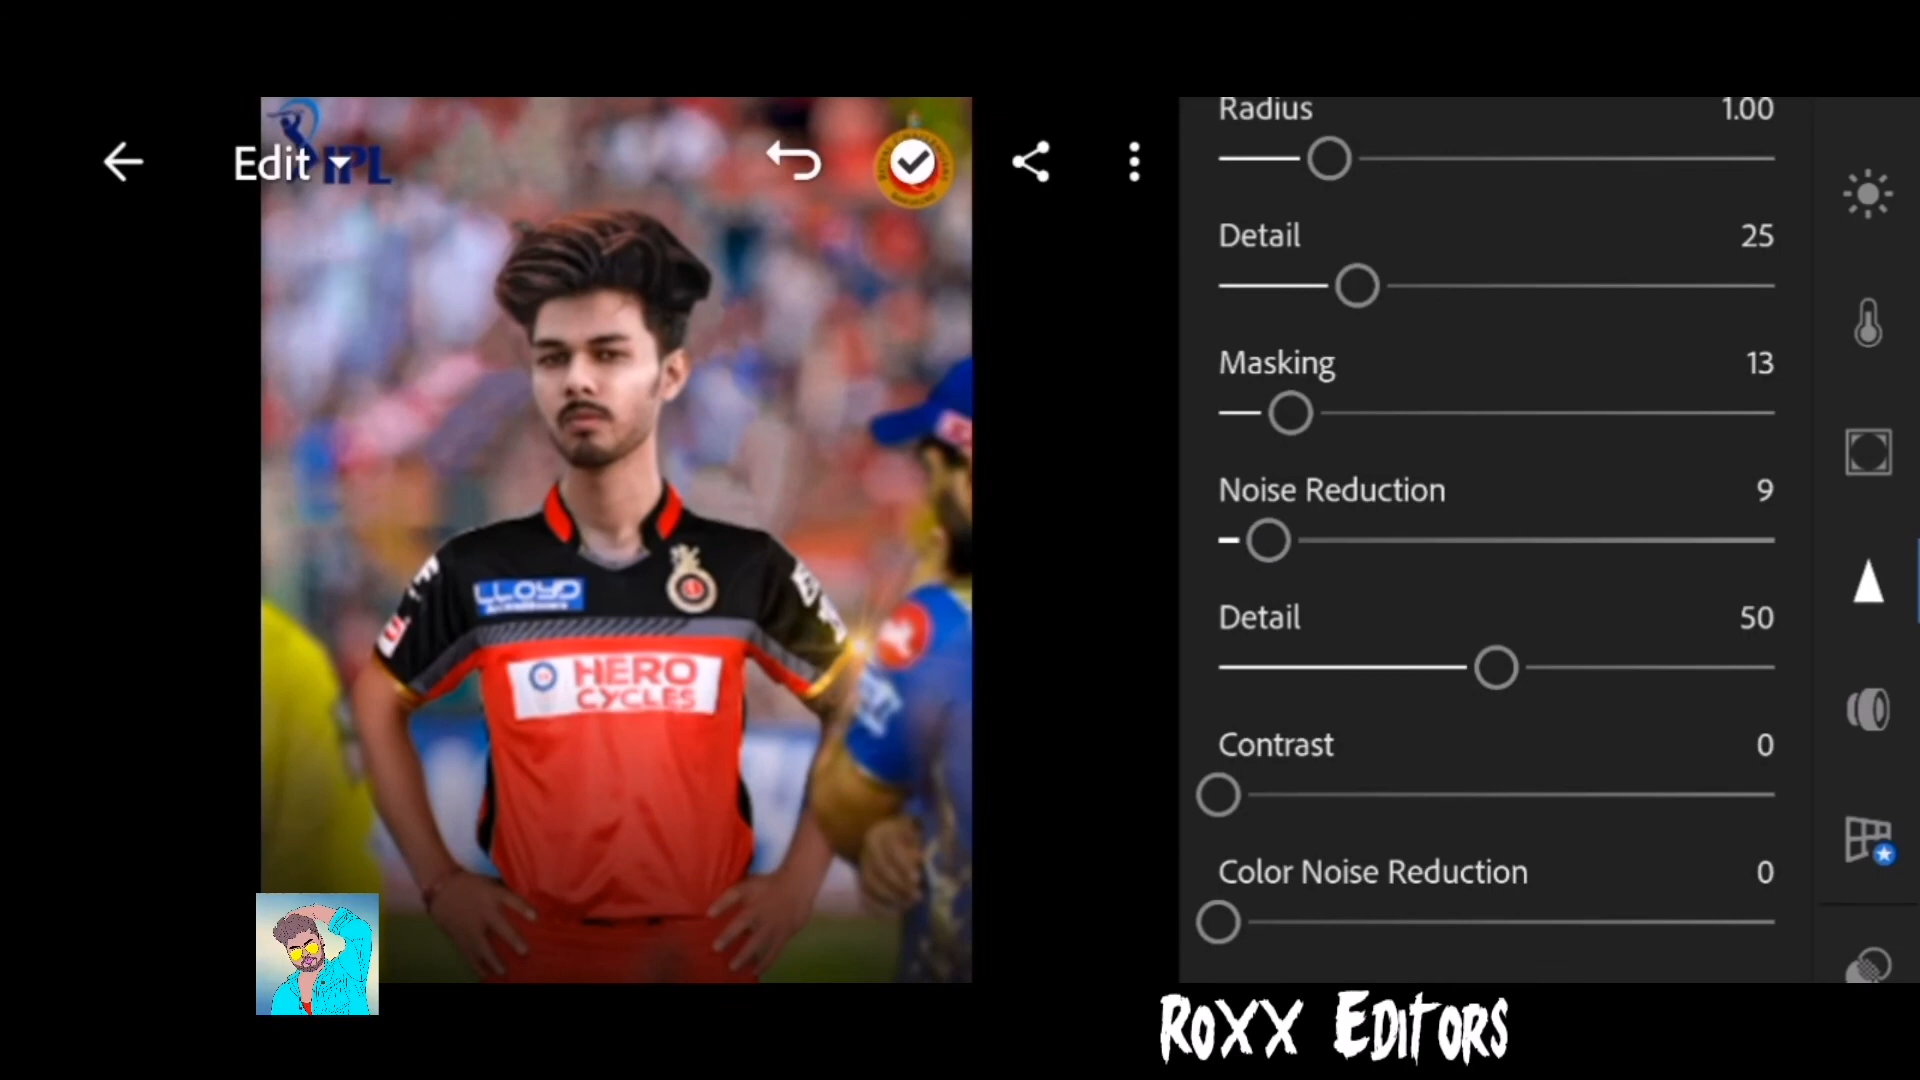 Radius 1.00
Edit
IPL
Detail 25
Masking 13
Noise Reduction 9
Detail 50
Contrast 0
Color Noise Reduction 0
LLOYD
HERO
CYCLES
Roxx Editors